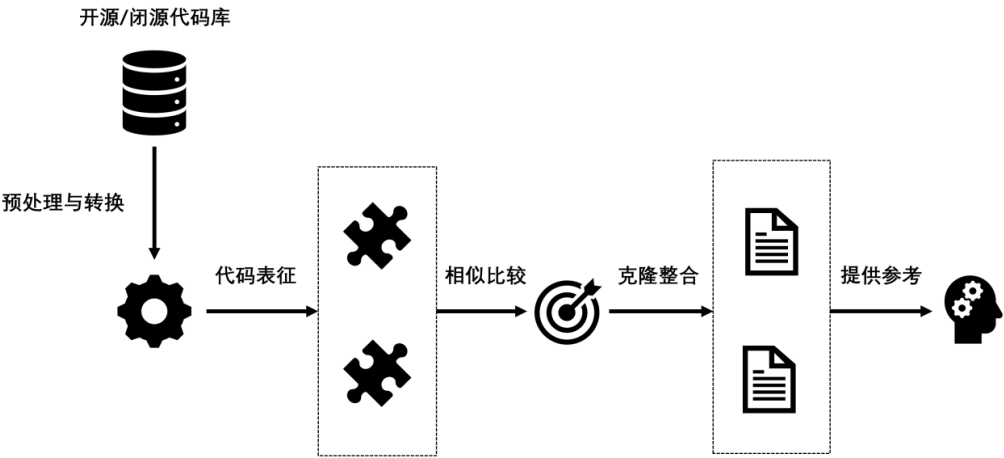 开源/闭源代码库
预处理与转换
代码表征
相似比较
克隆整合
提供参考